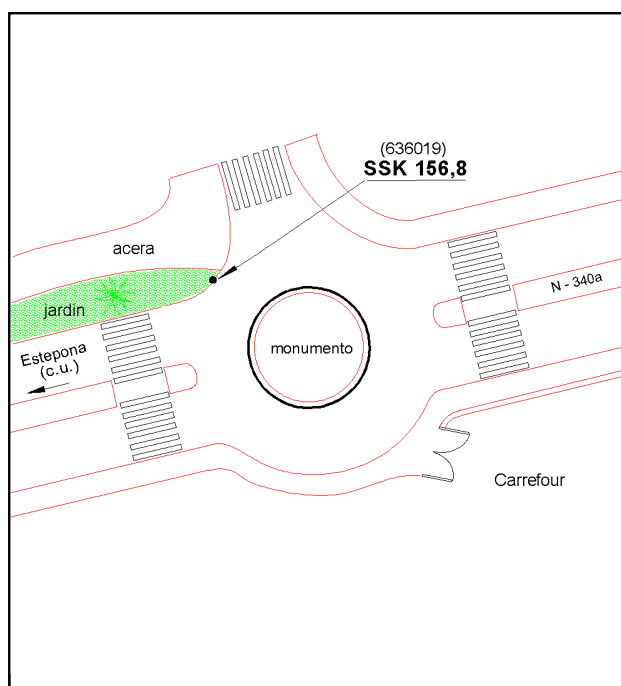 (636019)
SSK 156,8
acera
N - 340a
jardin
monumento
Estepona
(c.u.)
Carrefour